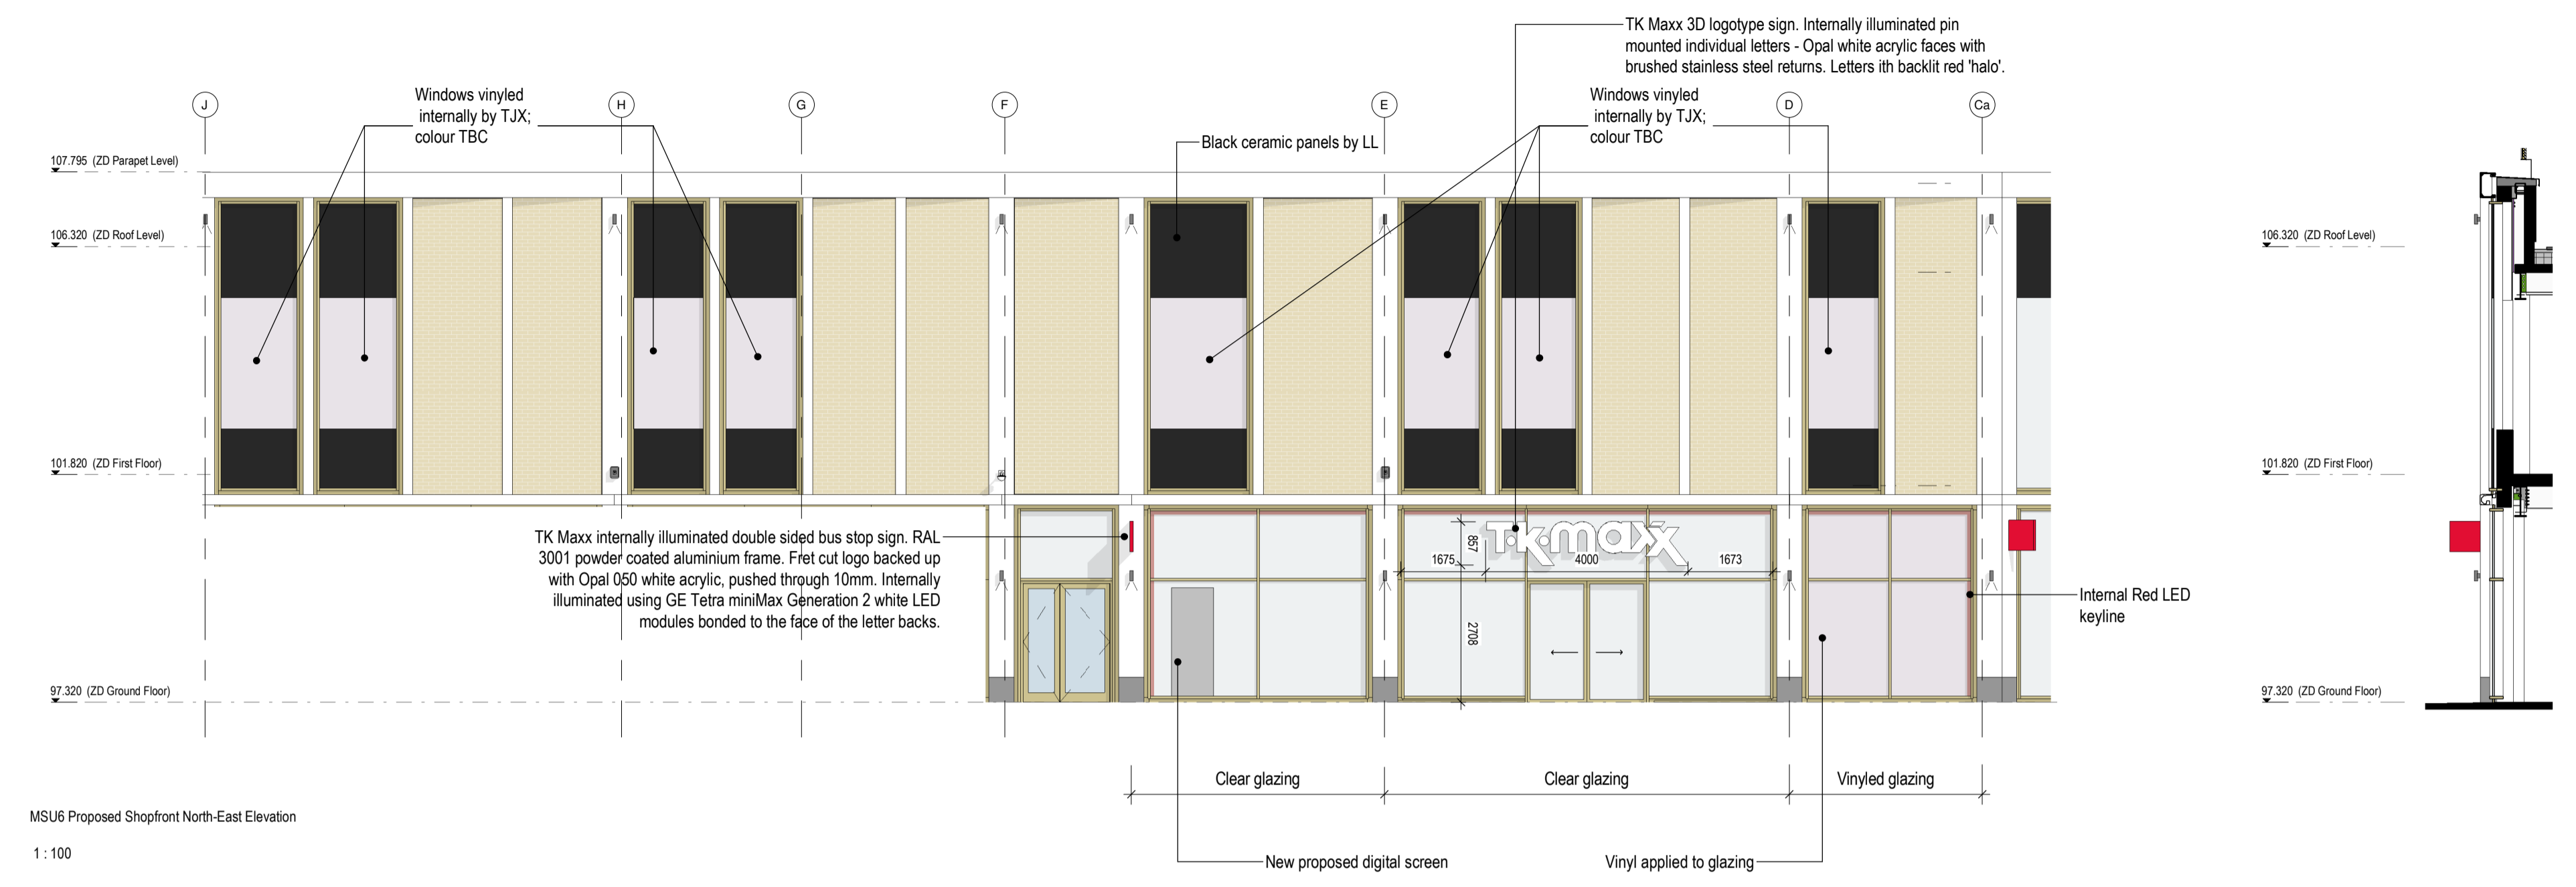 TK Maxx 3D logotype sign. Internally illuminated pin
mounted individual letters - Opal white acrylic faces with
brushed stainless steel returns. Letters ith backlit red 'halo'.
Windows vinyled
internally by TJX;
colour TBC
Windows vinyled
internally by TJX;
colour TBC
J
H
G
F
E
D
Ca
Black ceramic panels by LL
107.795 (ZD Parapet Level)
106.320 (ZD Roof Level)
106.320 (ZD Roof Level)
101.820 (ZD First Floor)
101.820 (ZD First Floor)
TK Maxx internally illuminated double sided bus stop sign. RAL
3001 powder coated aluminium frame. Fret cut logo backed up
with Opal 050 white acrylic, pushed through 10mm. Internally
illuminated using GE Tetra miniMax Generation 2 white LED
modules bonded to the face of the letter backs.
T·K·maxx
857
1675
4000
1673
2708
Internal Red LED
keyline
97.320 (ZD Ground Floor)
97.320 (ZD Ground Floor)
Clear glazing
Clear glazing
Vinyled glazing
MSU6 Proposed Shopfront North-East Elevation
1 : 100
New proposed digital screen
Vinyl applied to glazing